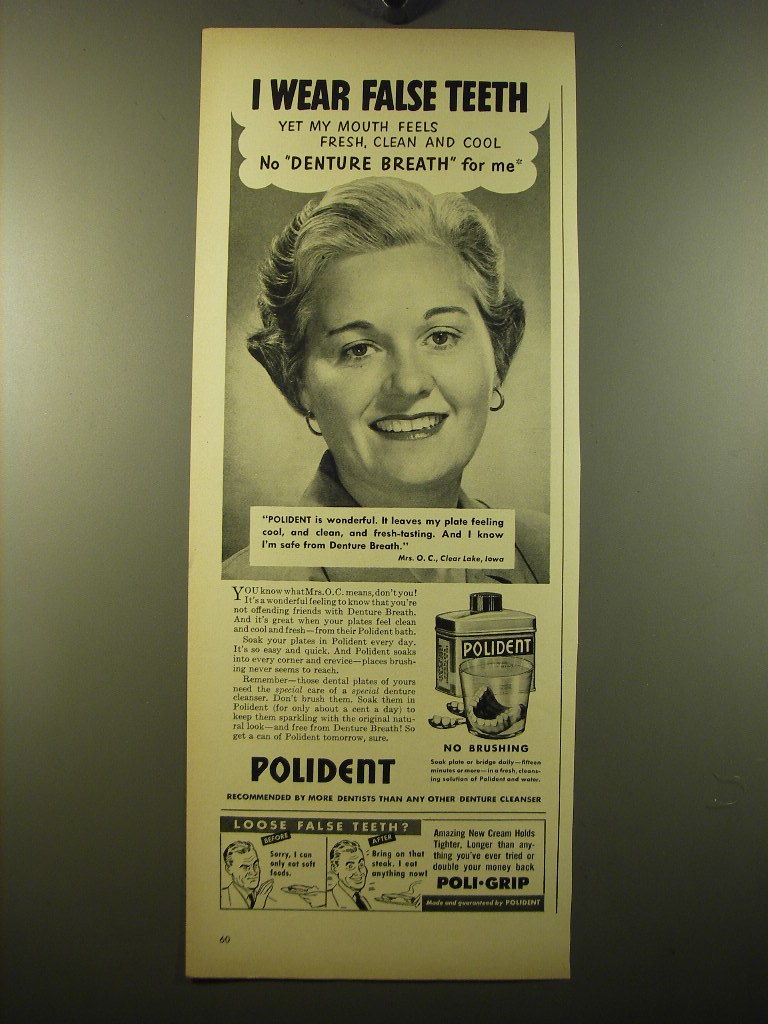 I WEAR FALSE TEETH
YET MY MOUTH FEELS
FRESH, CLEAN AND COOL
No "DENTURE BREATH" for me*
"POLIDENT is wonderful. It leaves my plate feeling
cool, and clean, and fresh-tasting. And I know
I'm safe from Denture Breath."
Mrs. O. C., Clear Lake, Iowa
YOU know what Mrs. O.C. means, don't you!
It's a wonderful feeling to know that you're
not offending friends with Denture Breath.
And it's great when your plates feel clean
and cool and fresh—from their Polident bath.
Soak your plates in Polident every day.
It's so easy and quick. And Polident soaks
into every corner and crevice—places brush-
ing never seems to reach.
Remember—those dental plates of yours
need the special care of a special denture
cleanser. Don't brush them. Soak them in
Polident (for only about a cent a day) to
keep them sparkling with the original natu-
ral look—and free from Denture Breath! So
get a can of Polident tomorrow, sure.
POLIDENT
NO BRUSHING
Soak plate or bridge daily—fifteen
minutes or more—in a fresh, cleans-
ing solution of Polident and water.
POLIDENT
RECOMMENDED BY MORE DENTISTS THAN ANY OTHER DENTURE CLEANSER
LOOSE FALSE TEETH?
BEFORE
Sorry, I can
only eat soft
foods.
AFTER
Bring on that
steak. I eat
anything now!
Amazing New Cream Holds
Tighter, Longer than any-
thing you've ever tried or
double your money back
POLI-GRIP
Made and guaranteed by POLIDENT
60